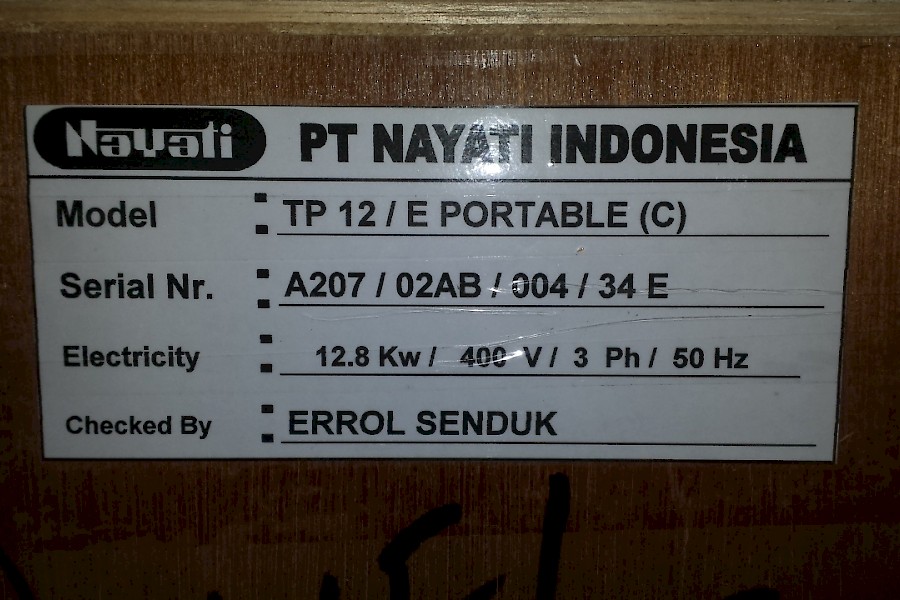 Nayati PT NAYATI INDONESIA
Model : TP 12 / E PORTABLE (C)
Serial Nr. : A207 / 02AB / 004 / 34 E
Electricity : 12.8 Kw / 400 V / 3 Ph / 50 Hz
Checked By : ERROL SENDUK